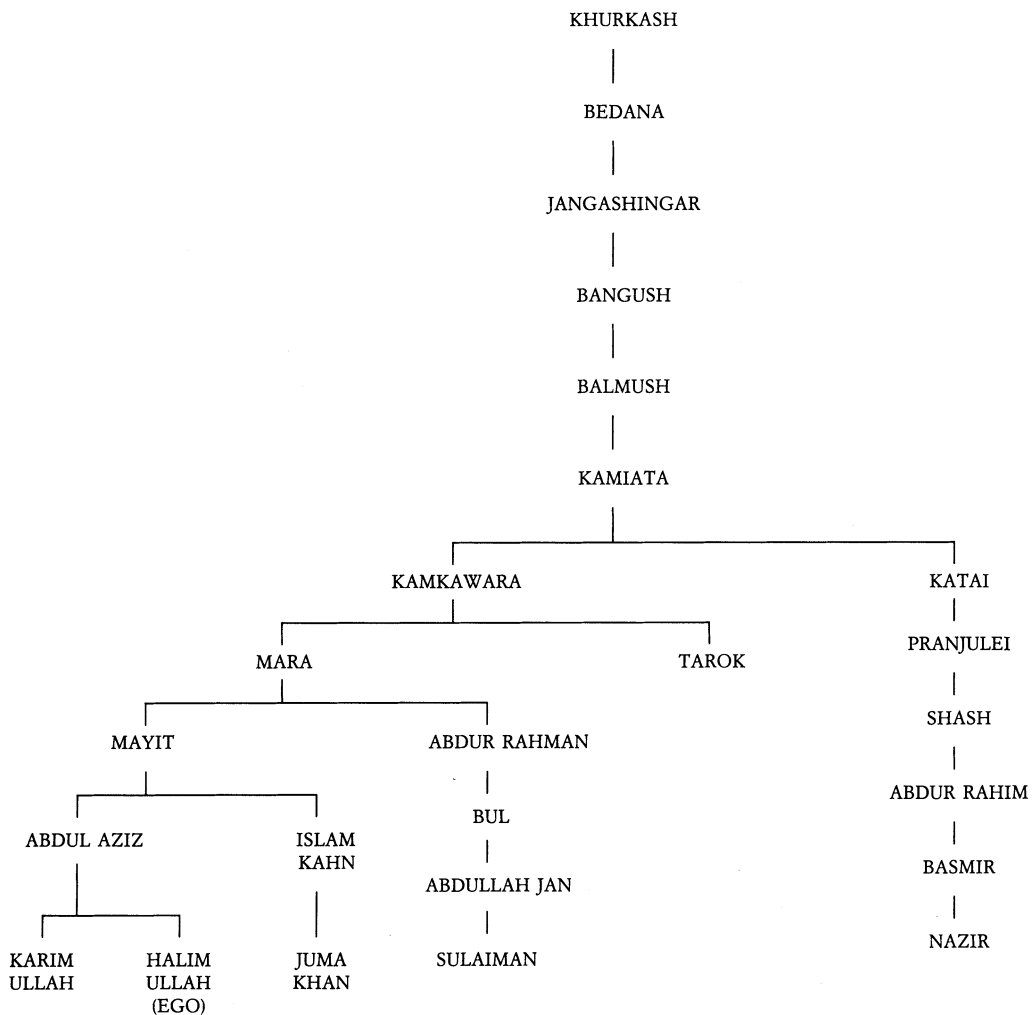 KHURKASH
BEDANA
JANGASHINGAR
BANGUSH
BALMUSH
KAMIATA
KAMKAWARA
KATAI
MARA
TAROK
PRANJULEI
MAYIT
ABDUR RAHMAN
SHASH
ABDUL AZIZ
ISLAM
KAHN
BUL
ABDUR RAHIM
ABDULLAH JAN
BASMIR
KARIM
ULLAH
HALIM
ULLAH
(EGO)
JUMA
KHAN
SULAIMAN
NAZIR